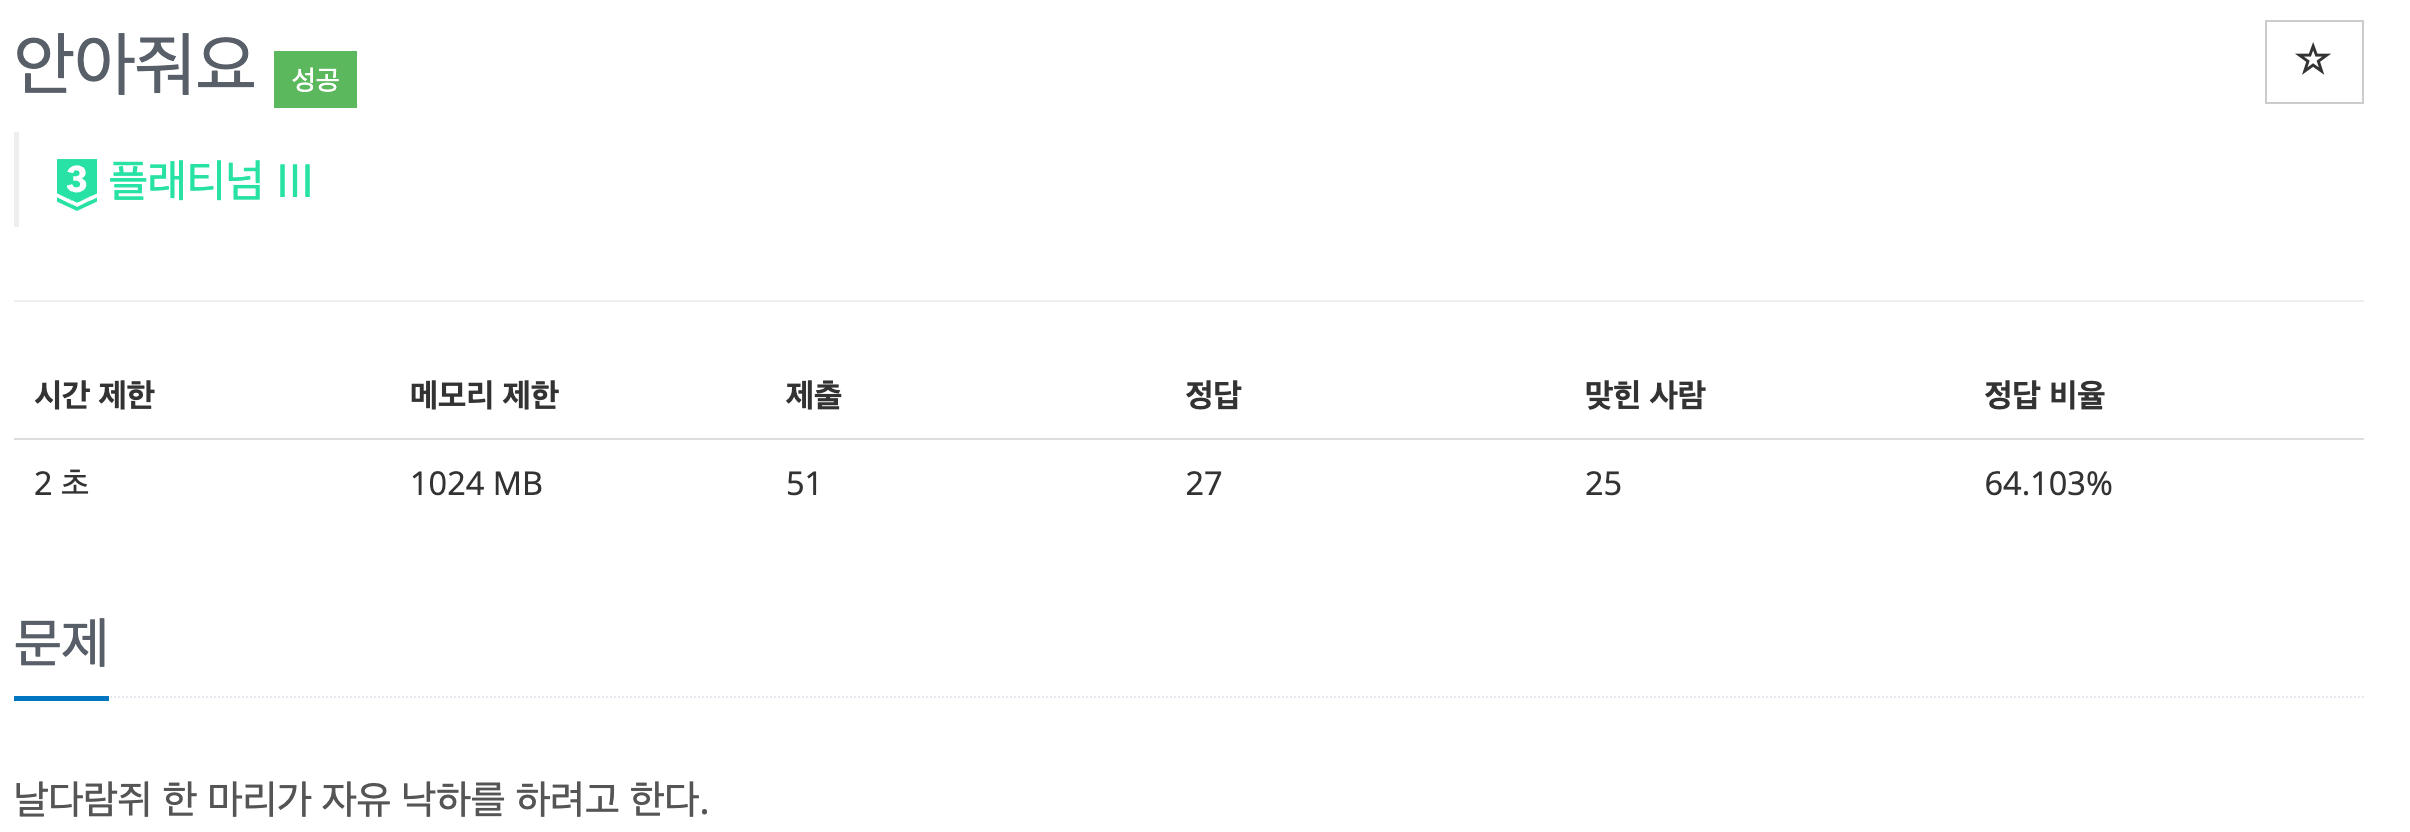 안아줘요 성공
3 플래티넘 III
시간 제한 메모리 제한 제출 정답 맞힌 사람 정답 비율
2 초 1024 MB 51 27 25 64.103%
문제
날다람쥐 한 마리가 자유 낙하를 하려고 한다.